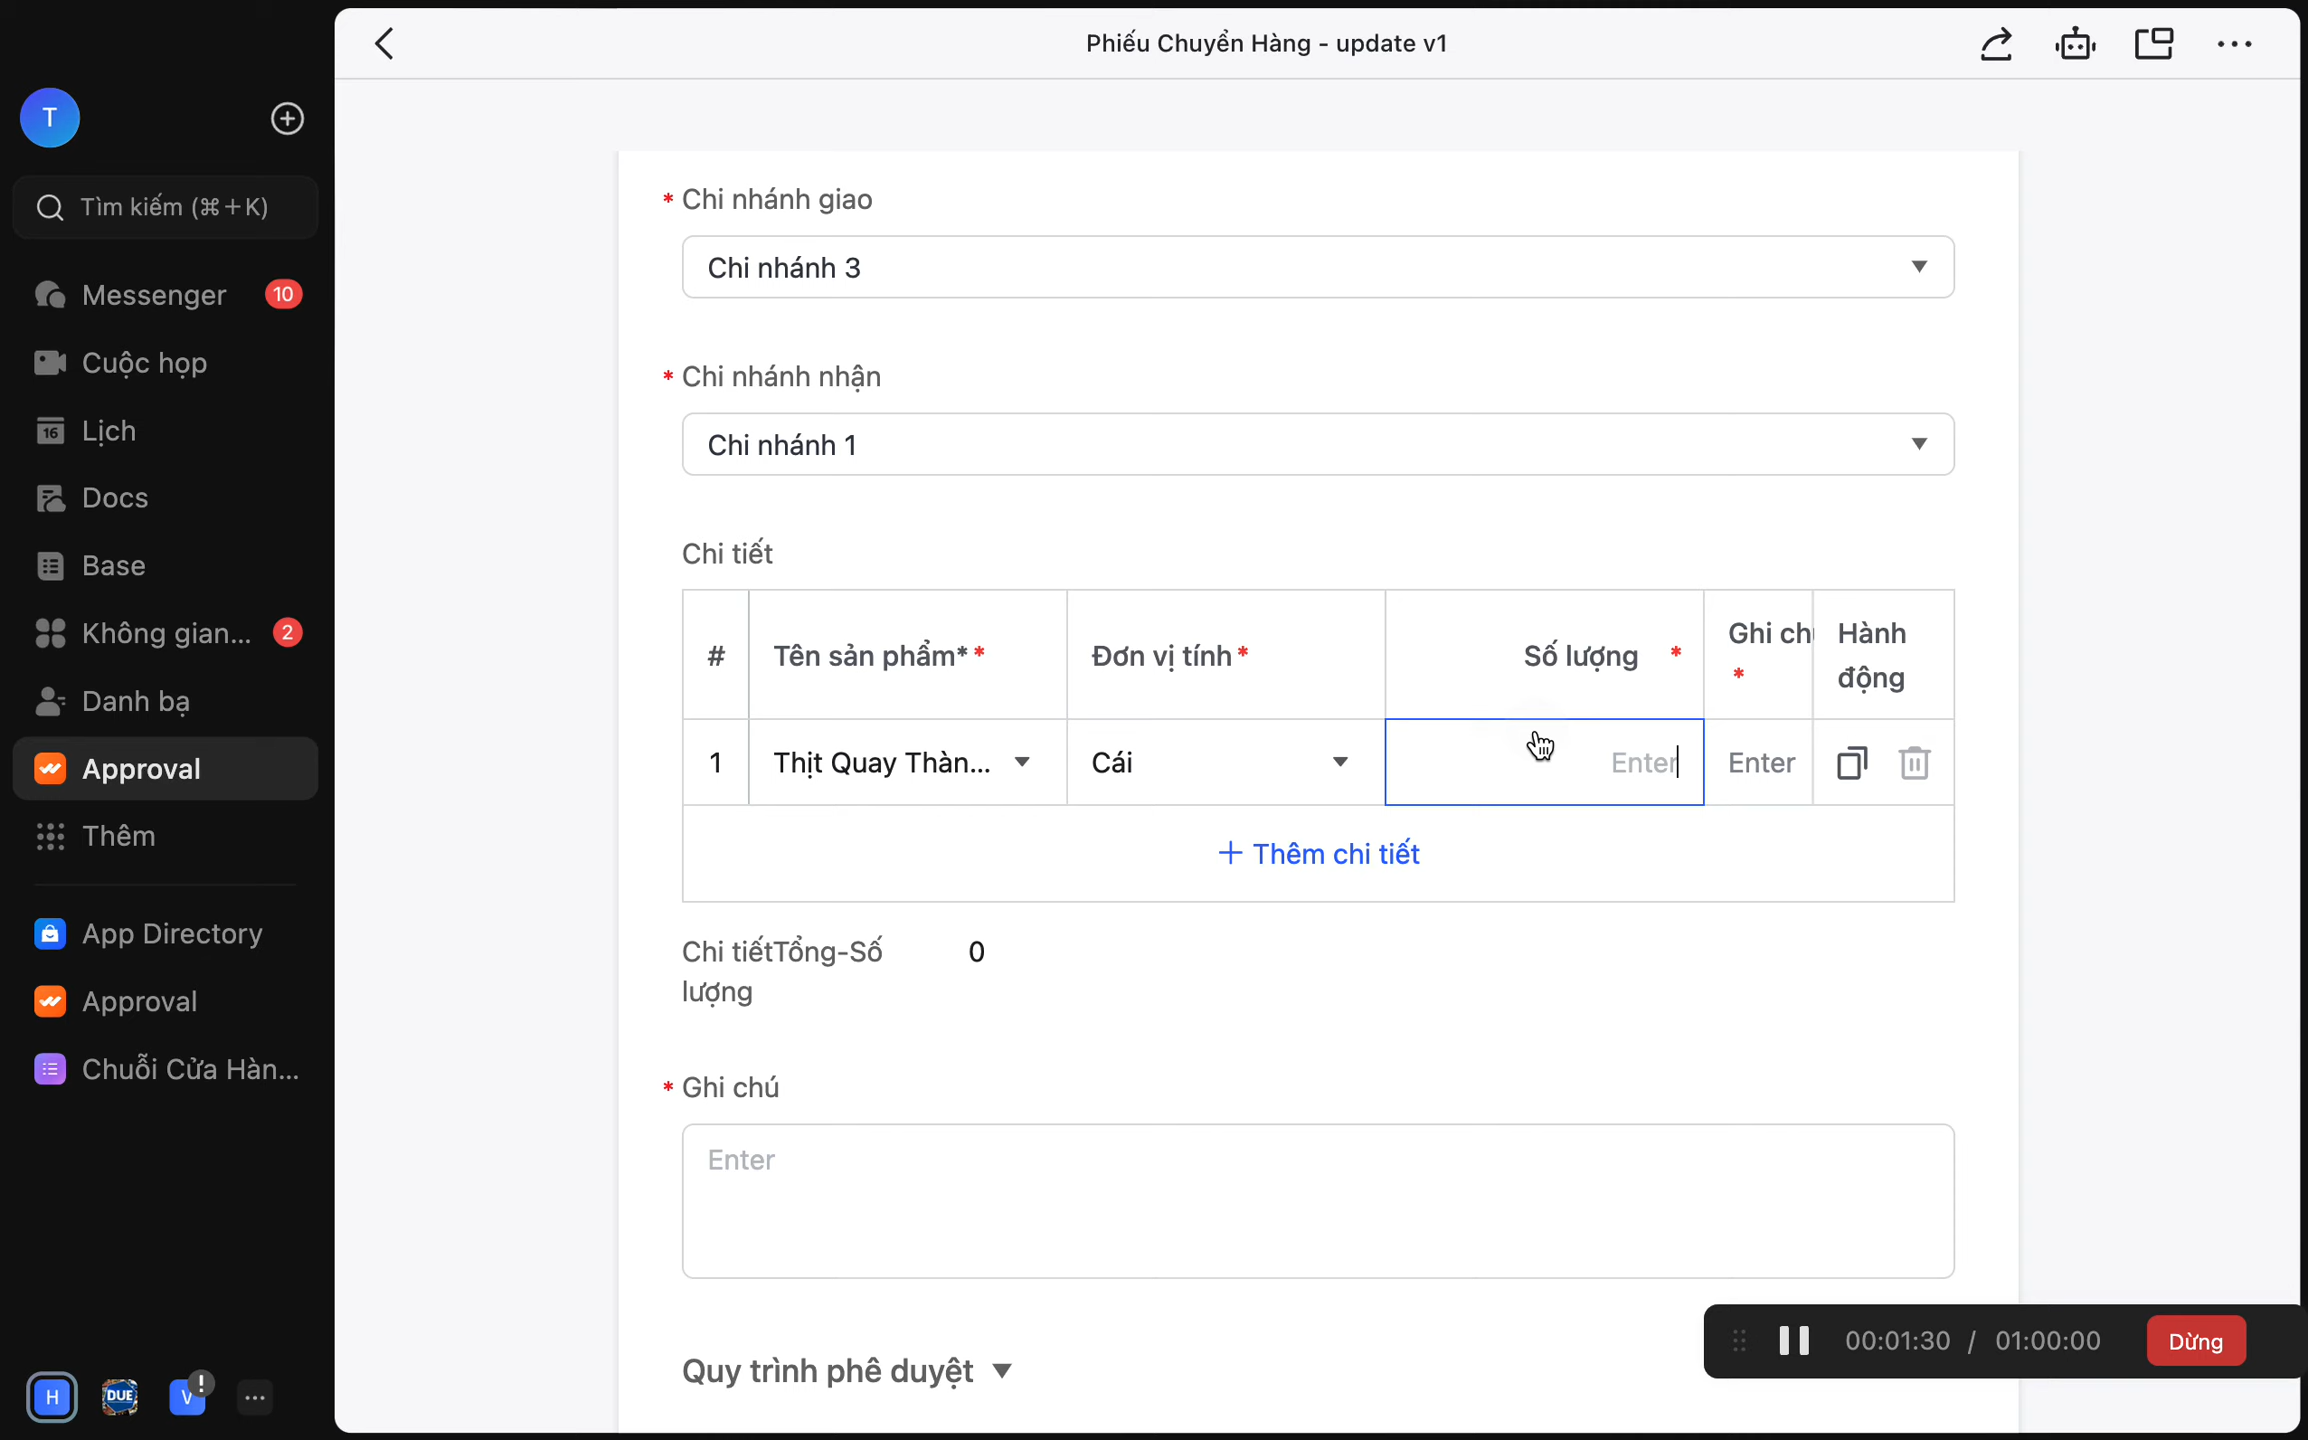 Phiếu Chuyển Hàng - update v1
T
Tìm kiếm (⌘+K)
Messenger 10
Cuộc họp
16 Lịch
Docs
Base
Không gian... 2
Danh bạ
Approval
Thêm
App Directory
Approval
Chuỗi Cửa Hàn...
H DUE V ! ...
* Chi nhánh giao
Chi nhánh 3
* Chi nhánh nhận
Chi nhánh 1
Chi tiết
# Tên sản phẩm* * Đơn vị tính * Số lượng * Ghi ch * Hành động
1 Thịt Quay Thàn... Cái Enter Enter
+ Thêm chi tiết
Chi tiếtTổng-Số 0
lượng
* Ghi chú
Enter
Quy trình phê duyệt
00:01:30 / 01:00:00 Dừng